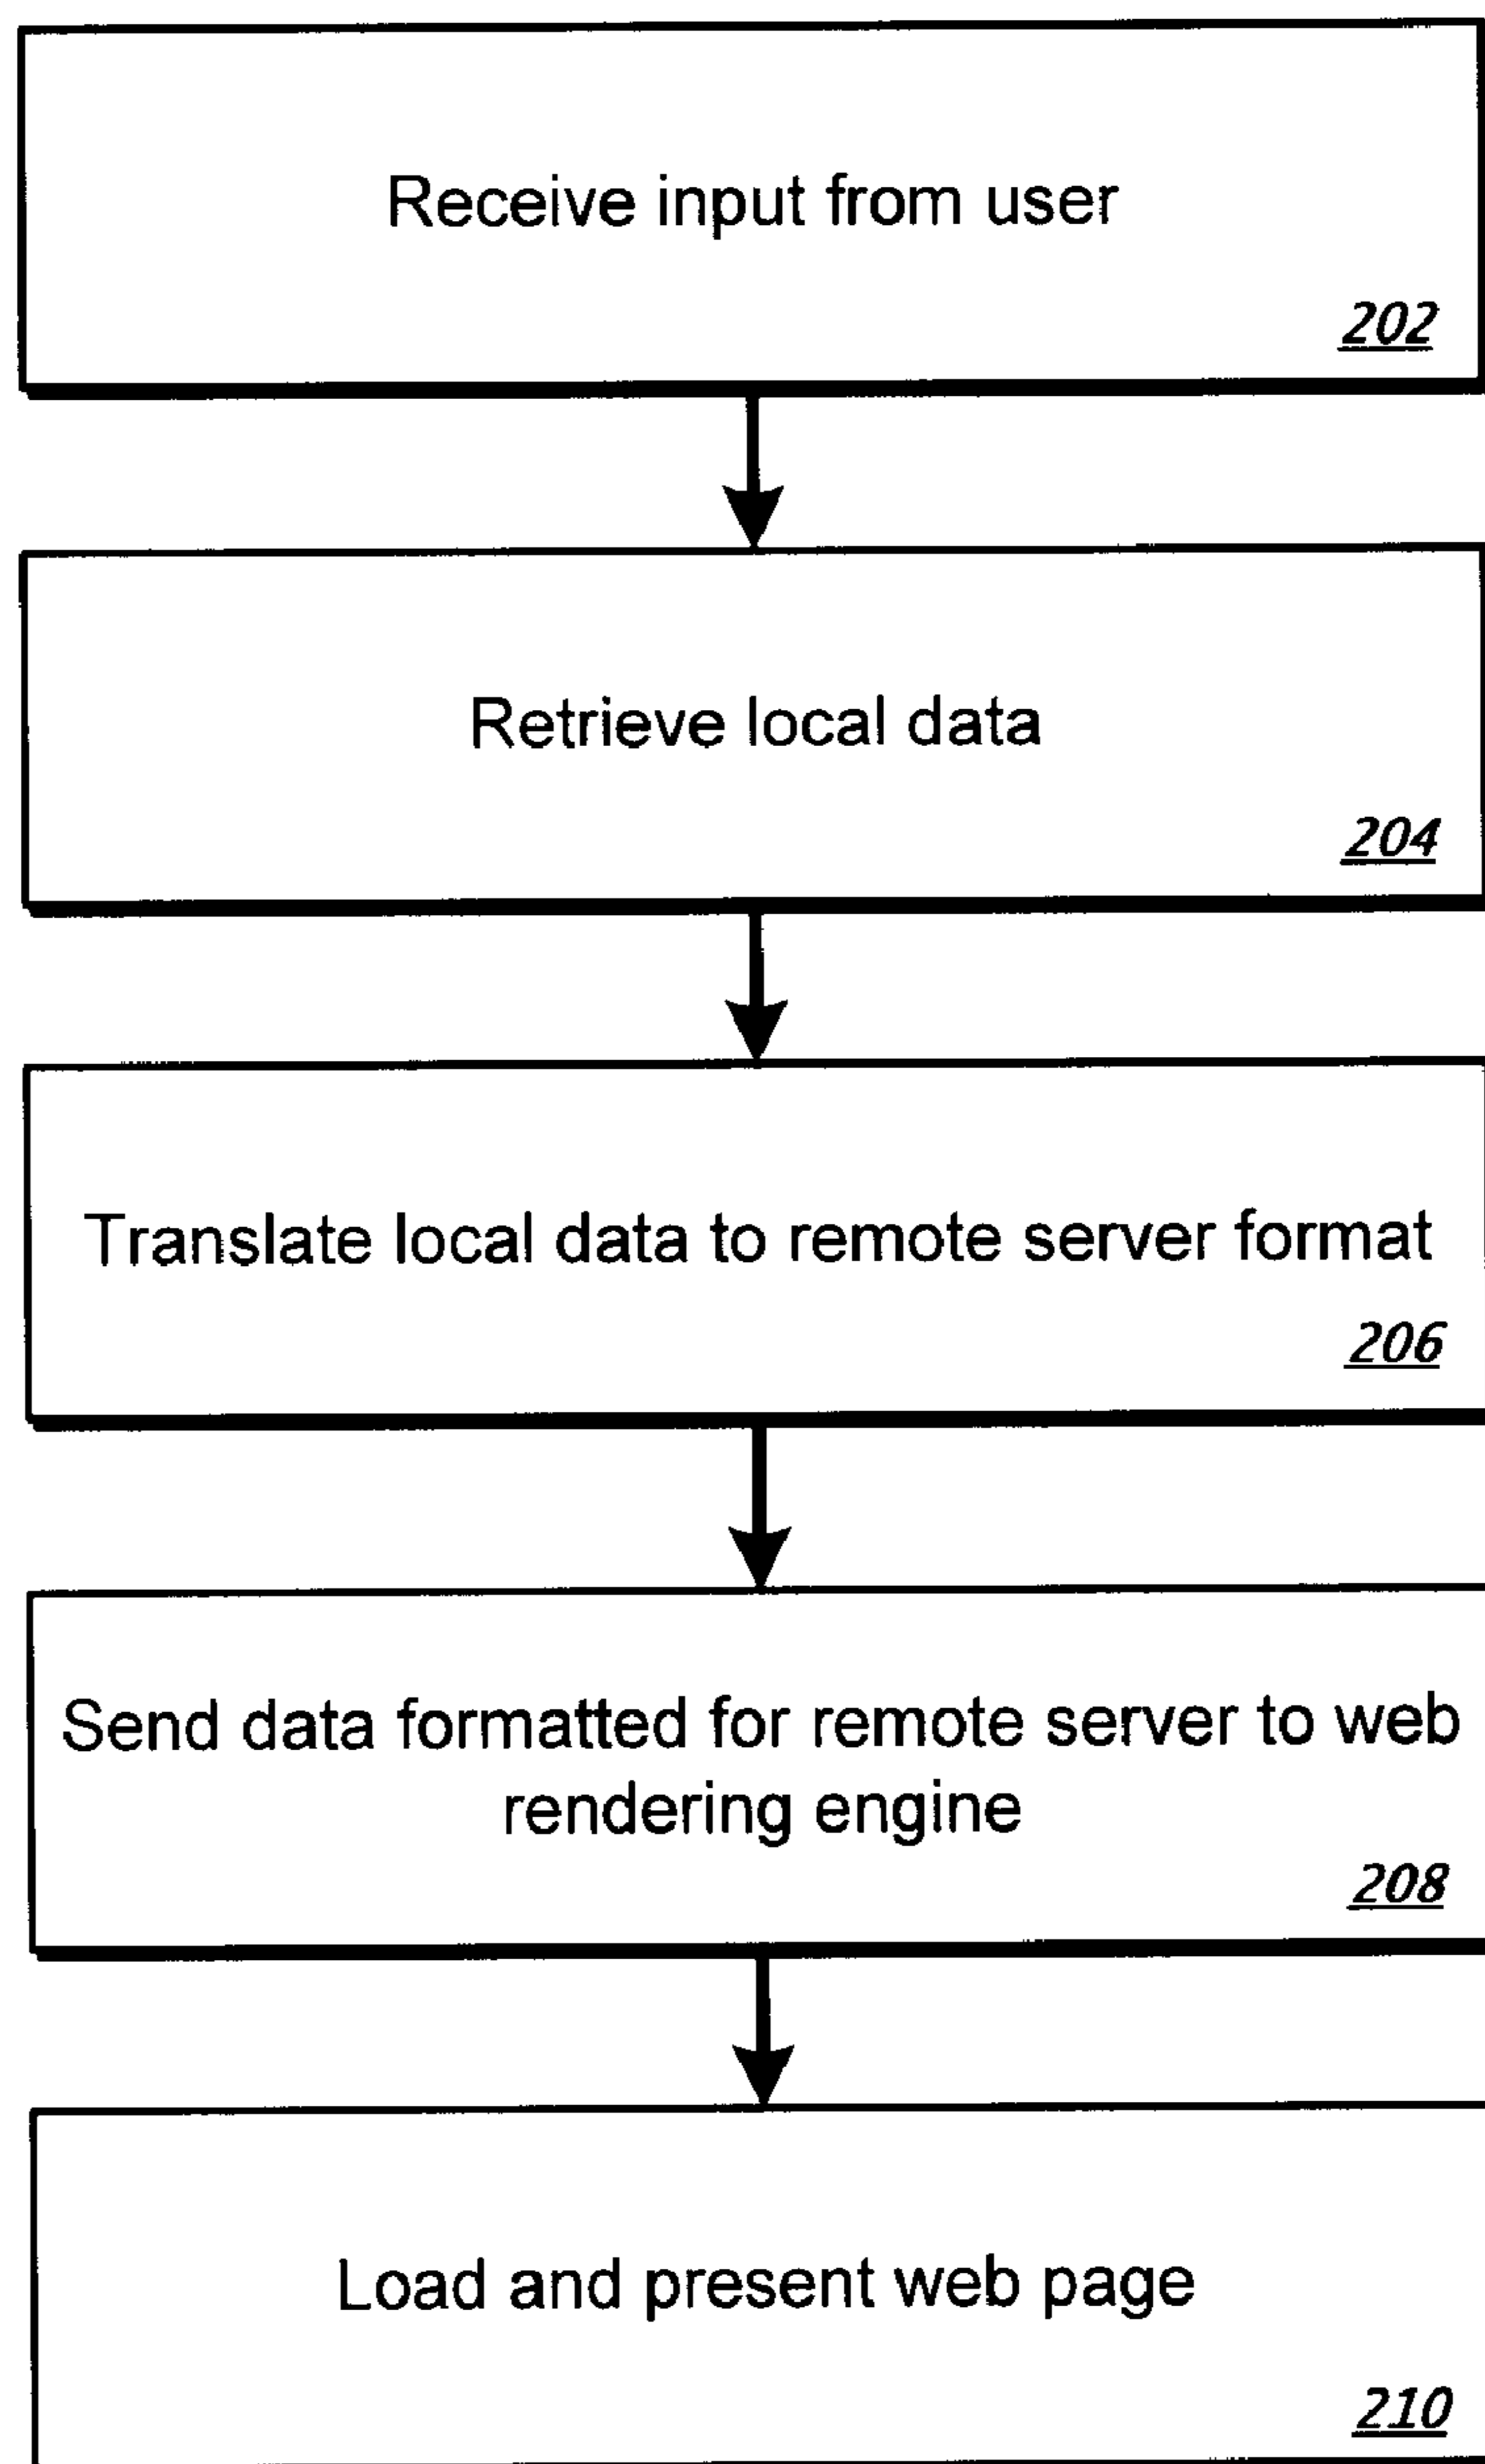 Receive input from user
202
Retrieve local data
204
Translate local data to remote server format
206
Send data formatted for remote server to web
rendering engine
208
Load and present web page
210